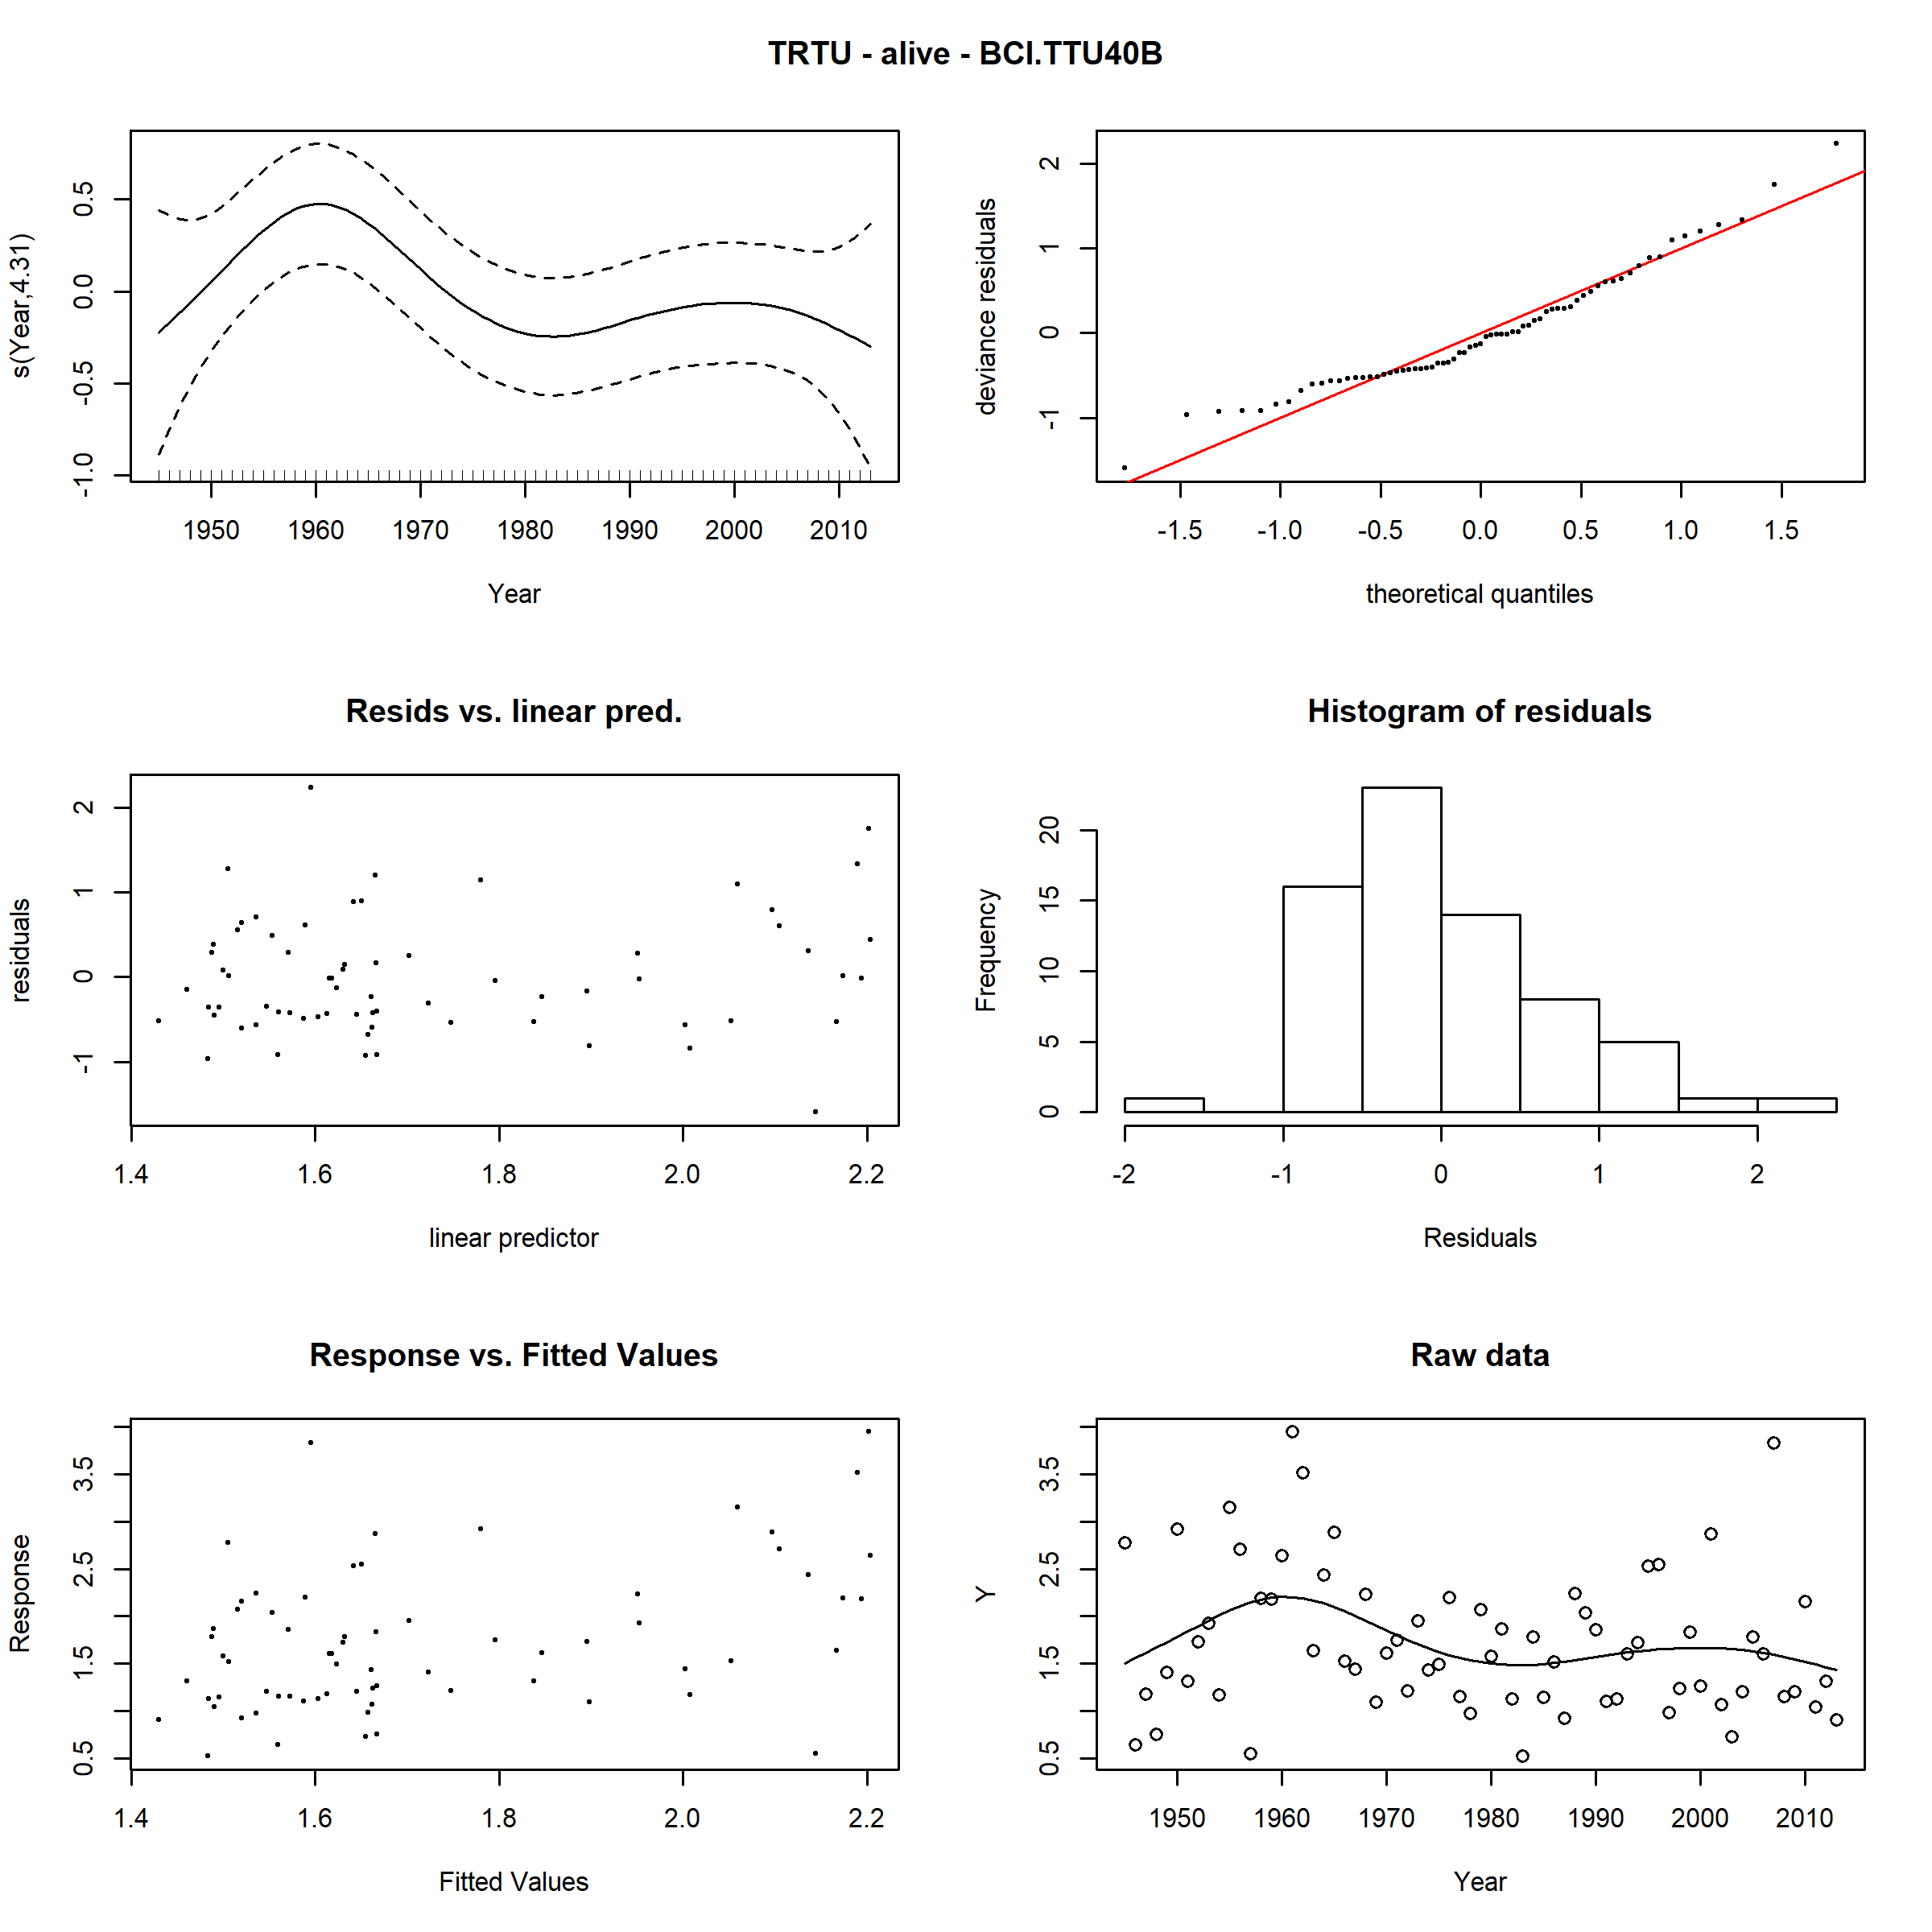 TRTU - alive - BCI.TTU40B
s(Year,4.31)
-1.0 -0.5 0.0 0.5
1950 1960 1970 1980 1990 2000 2010
Year
deviance residuals
-1 0 1 2
-1.5 -1.0 -0.5 0.0 0.5 1.0 1.5
theoretical quantiles
Resids vs. linear pred.
residuals
-1 0 1 2
1.4 1.6 1.8 2.0 2.2
linear predictor
Histogram of residuals
Frequency
0 5 10 15 20
-2 -1 0 1 2
Residuals
Response vs. Fitted Values
Response
0.5 1.5 2.5 3.5
1.4 1.6 1.8 2.0 2.2
Fitted Values
Raw data
Y
0.5 1.5 2.5 3.5
1950 1960 1970 1980 1990 2000 2010
Year